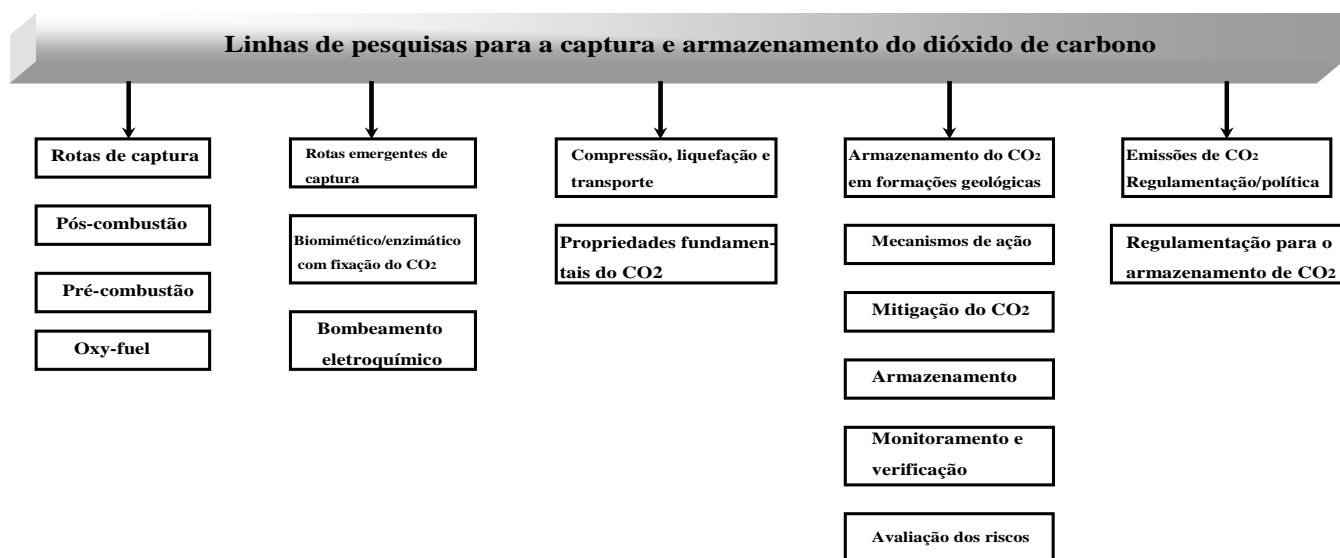 Linhas de pesquisas para a captura e armazenamento do dióxido de carbono
Rotas de captura
Pós-combustão
Pré-combustão
Oxy-fuel
Rotas emergentes de
captura
Biomimético/enzimático
com fixação do CO2
Bombeamento
eletroquímico
Compressão, liquefação e
transporte
Propriedades fundamen-
tais do CO2
Armazenamento do CO2
em formações geológicas
Mecanismos de ação
Mitigação do CO2
Armazenamento
Monitoramento e
verificação
Avaliação dos riscos
Emissões de CO2
Regulamentação/política
Regulamentação para o
armazenamento de CO2